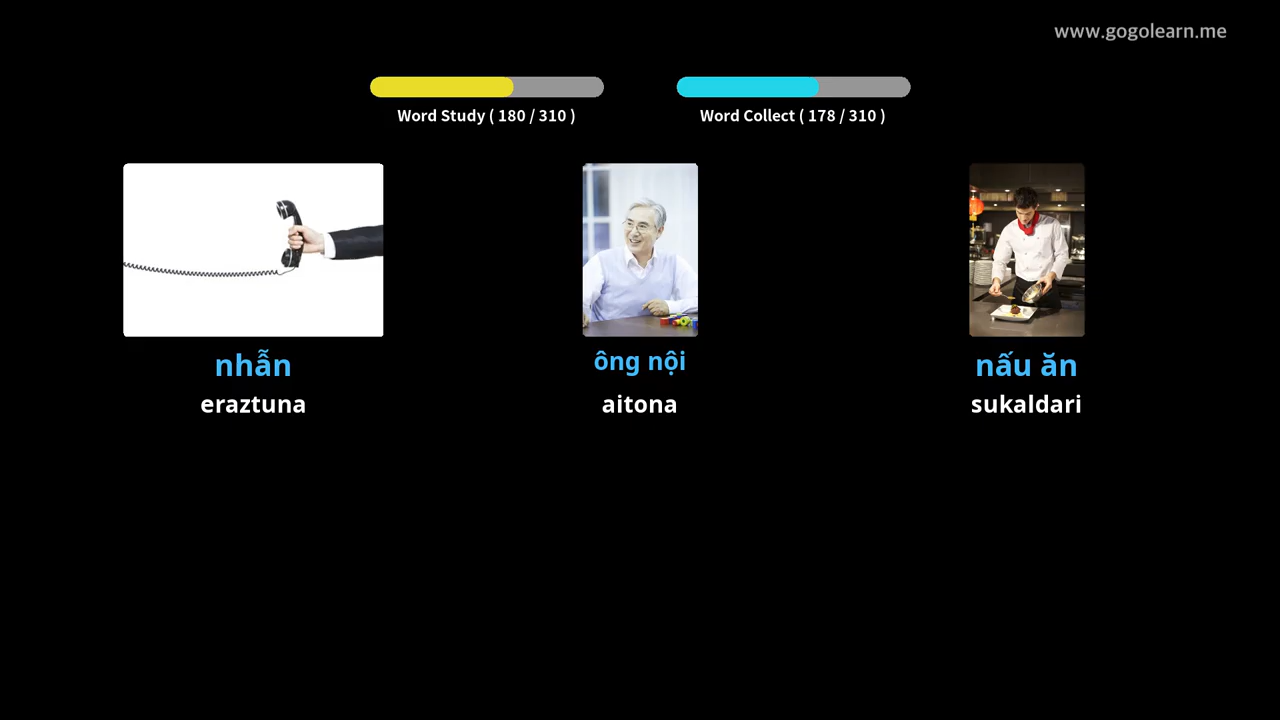 www.gogolearn.me
Word Study ( 180 / 310 )
Word Collect ( 178 / 310 )
nhẫn
ông nội
nấu ăn
eraztuna
aitona
sukaldari